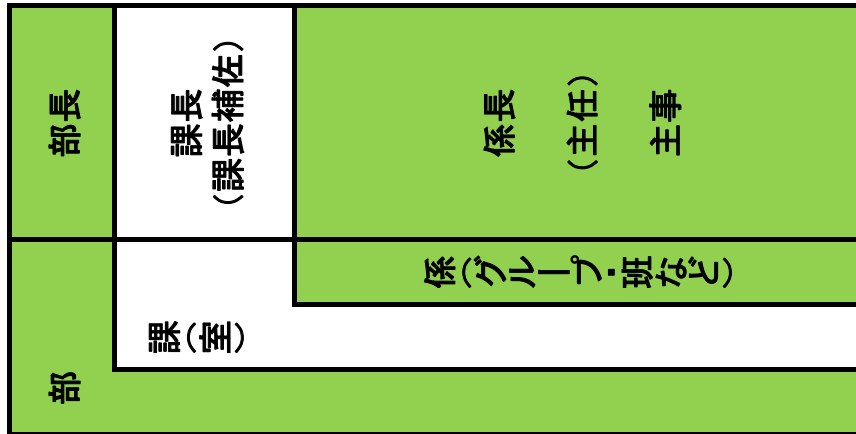 部
部長
課(室)
課長
(課長補佐)
係(グループ・班など)
係長
(主任)
主事